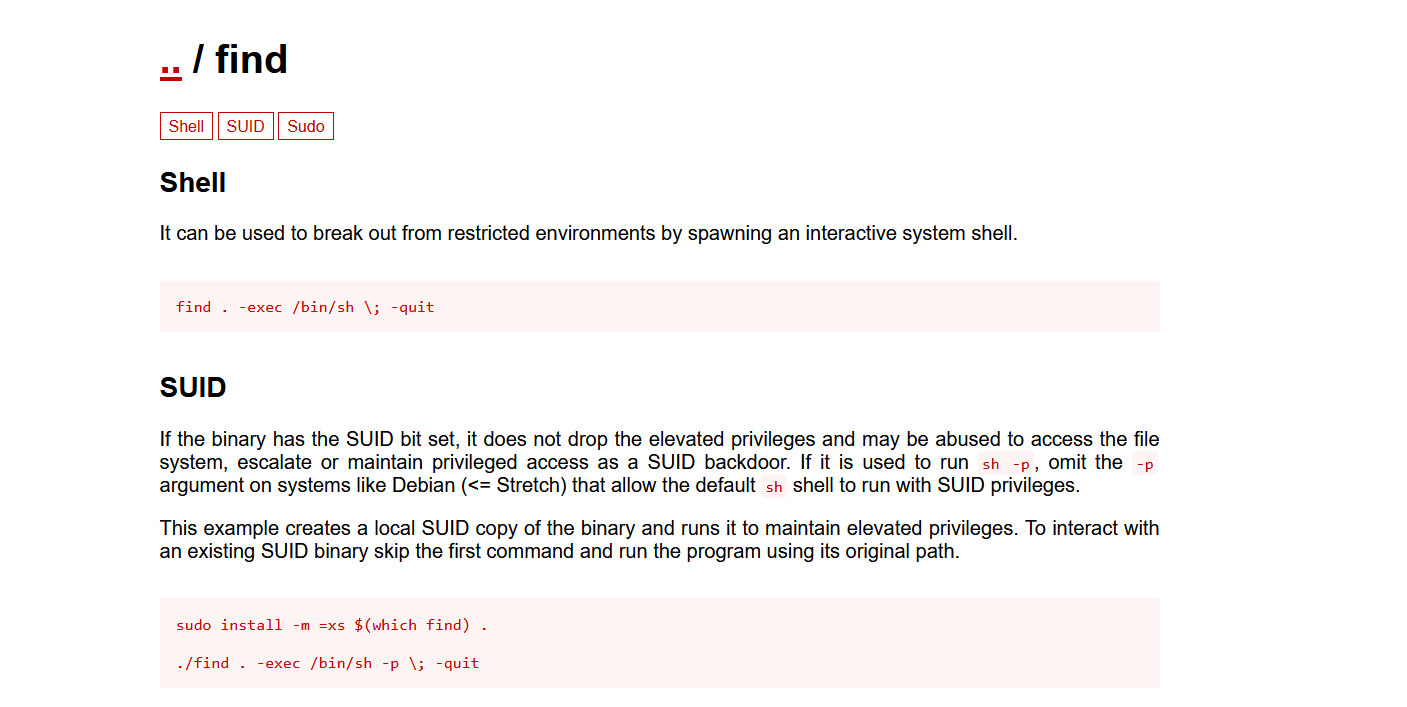 .. / find
Shell SUID Sudo
Shell
It can be used to break out from restricted environments by spawning an interactive system shell.
find . -exec /bin/sh \; -quit
SUID
If the binary has the SUID bit set, it does not drop the elevated privileges and may be abused to access the file
system, escalate or maintain privileged access as a SUID backdoor. If it is used to run sh -p, omit the -p
argument on systems like Debian (<= Stretch) that allow the default sh shell to run with SUID privileges.
This example creates a local SUID copy of the binary and runs it to maintain elevated privileges. To interact with
an existing SUID binary skip the first command and run the program using its original path.
sudo install -m =xs $(which find) .
./find . -exec /bin/sh -p \; -quit